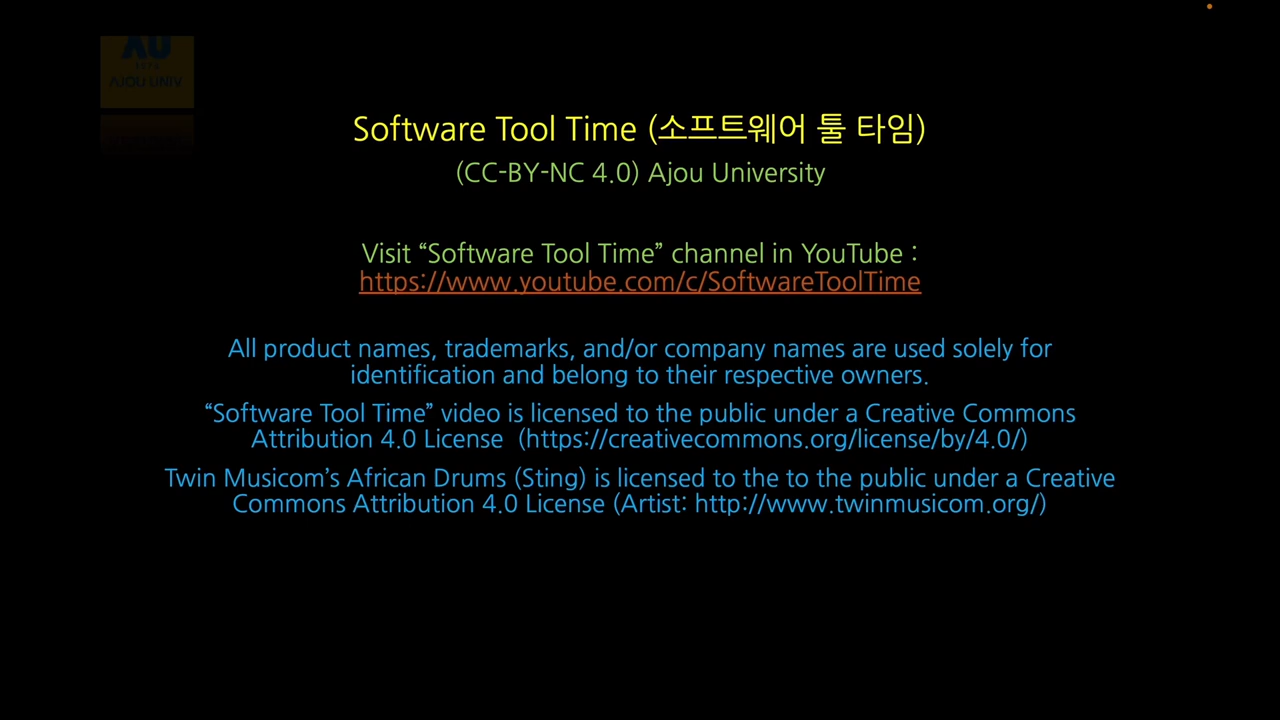 AU
1973
AJOU UNIV
Software Tool Time (소프트웨어 툴 타임)
(CC-BY-NC 4.0) Ajou University
Visit “Software Tool Time” channel in YouTube :
https://www.youtube.com/c/SoftwareToolTime
All product names, trademarks, and/or company names are used solely for
identification and belong to their respective owners.
“Software Tool Time” video is licensed to the public under a Creative Commons
Attribution 4.0 License (https://creativecommons.org/license/by/4.0/)
Twin Musicom’s African Drums (Sting) is licensed to the to the public under a Creative
Commons Attribution 4.0 License (Artist: http://www.twinmusicom.org/)